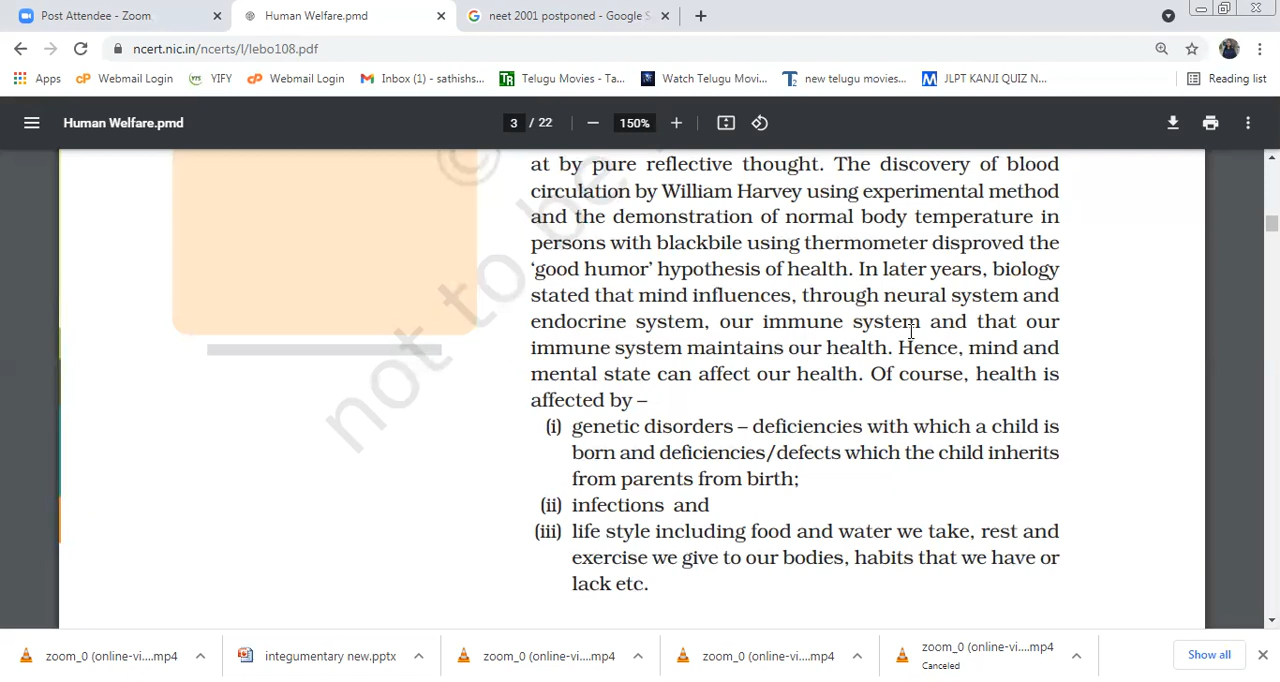 Post Attendee - Zoom
Human Welfare.pmd
neet 2001 postponed - Google S
ncert.nic.in/ncerts/l/lebo108.pdf
Apps
Webmail Login
YIFY
Webmail Login
Inbox (1) - sathishs...
Telugu Movies - Ta...
Watch Telugu Movi...
new telugu movies...
JLPT KANJI QUIZ N...
Reading list
Human Welfare.pmd
3 / 22
150%
at by pure reflective thought. The discovery of blood
circulation by William Harvey using experimental method
and the demonstration of normal body temperature in
persons with blackbile using thermometer disproved the
‘good humor’ hypothesis of health. In later years, biology
stated that mind influences, through neural system and
endocrine system, our immune system and that our
immune system maintains our health. Hence, mind and
mental state can affect our health. Of course, health is
affected by –
(i) genetic disorders – deficiencies with which a child is
born and deficiencies/defects which the child inherits
from parents from birth;
(ii) infections and
(iii) life style including food and water we take, rest and
exercise we give to our bodies, habits that we have or
lack etc.
©
not to be
zoom_0 (online-vi....mp4
integumentary new.pptx
zoom_0 (online-vi....mp4
zoom_0 (online-vi....mp4
zoom_0 (online-vi....mp4
Canceled
Show all